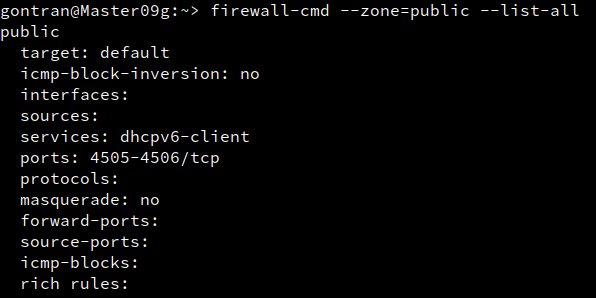 gontran@Master09g:~> firewall-cmd --zone=public --list-all
public
  target: default
  icmp-block-inversion: no
  interfaces:
  sources:
  services: dhcpv6-client
  ports: 4505-4506/tcp
  protocols:
  masquerade: no
  forward-ports:
  source-ports:
  icmp-blocks:
  rich rules: